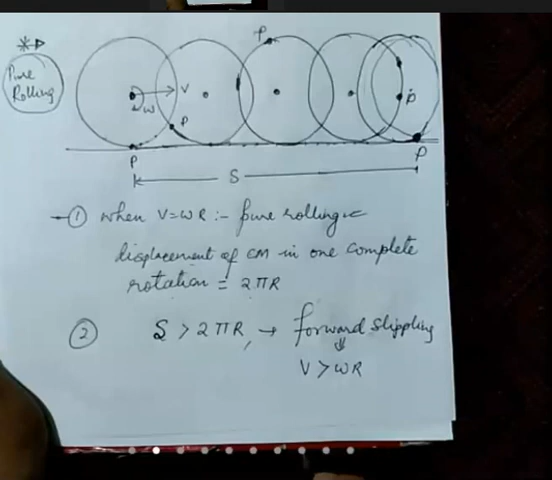 Pure
Rolling
P
V
ω
P
P
P
P
S
① when V=ωR :- pure rolling
displacement of CM in one complete
rotation = 2πR
② S > 2πR, → forward slippling
V > ωR